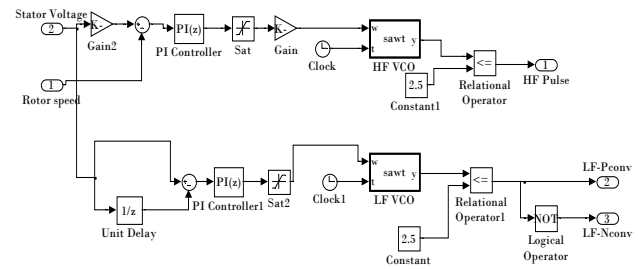 Stator Voltage
2
K-
Gain2
PI(z)
PI Controller
Sat
K-
Gain
Clock
w
t
sawt y
HF VCO
2.5
Constant1
<=
Relational
Operator
1
HF Pulse
1
Rotor speed
1/z
Unit Delay
PI(z)
PI Controller1
Sat2
Clock1
w
t
sawt y
LF VCO
2.5
Constant
<=
Relational
Operator1
LF-Pconv
2
NOT
Logical
Operator
3
LF-Nconv